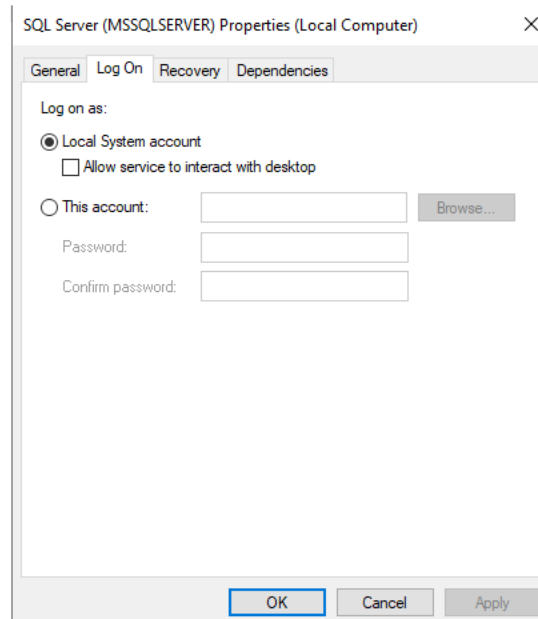 SQL Server (MSSQLSERVER) Properties (Local Computer)
General Log On Recovery Dependencies
Log on as:
Local System account
Allow service to interact with desktop
This account:
Browse...
Password:
Confirm password:
OK Cancel Apply